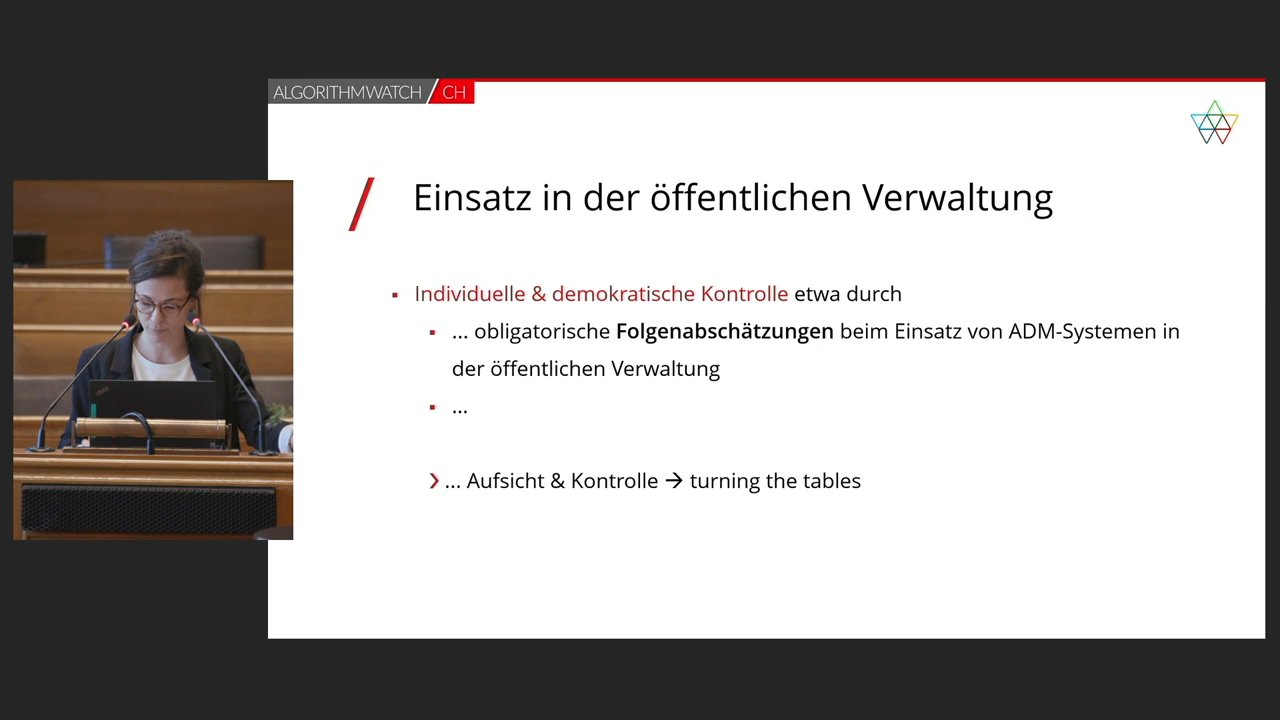 ALGORITHMWATCH / CH
Einsatz in der öffentlichen Verwaltung
▪ Individuelle & demokratische Kontrolle etwa durch
▪ ... obligatorische Folgenabschätzungen beim Einsatz von ADM-Systemen in
der öffentlichen Verwaltung
▪ ...
❯ ... Aufsicht & Kontrolle → turning the tables